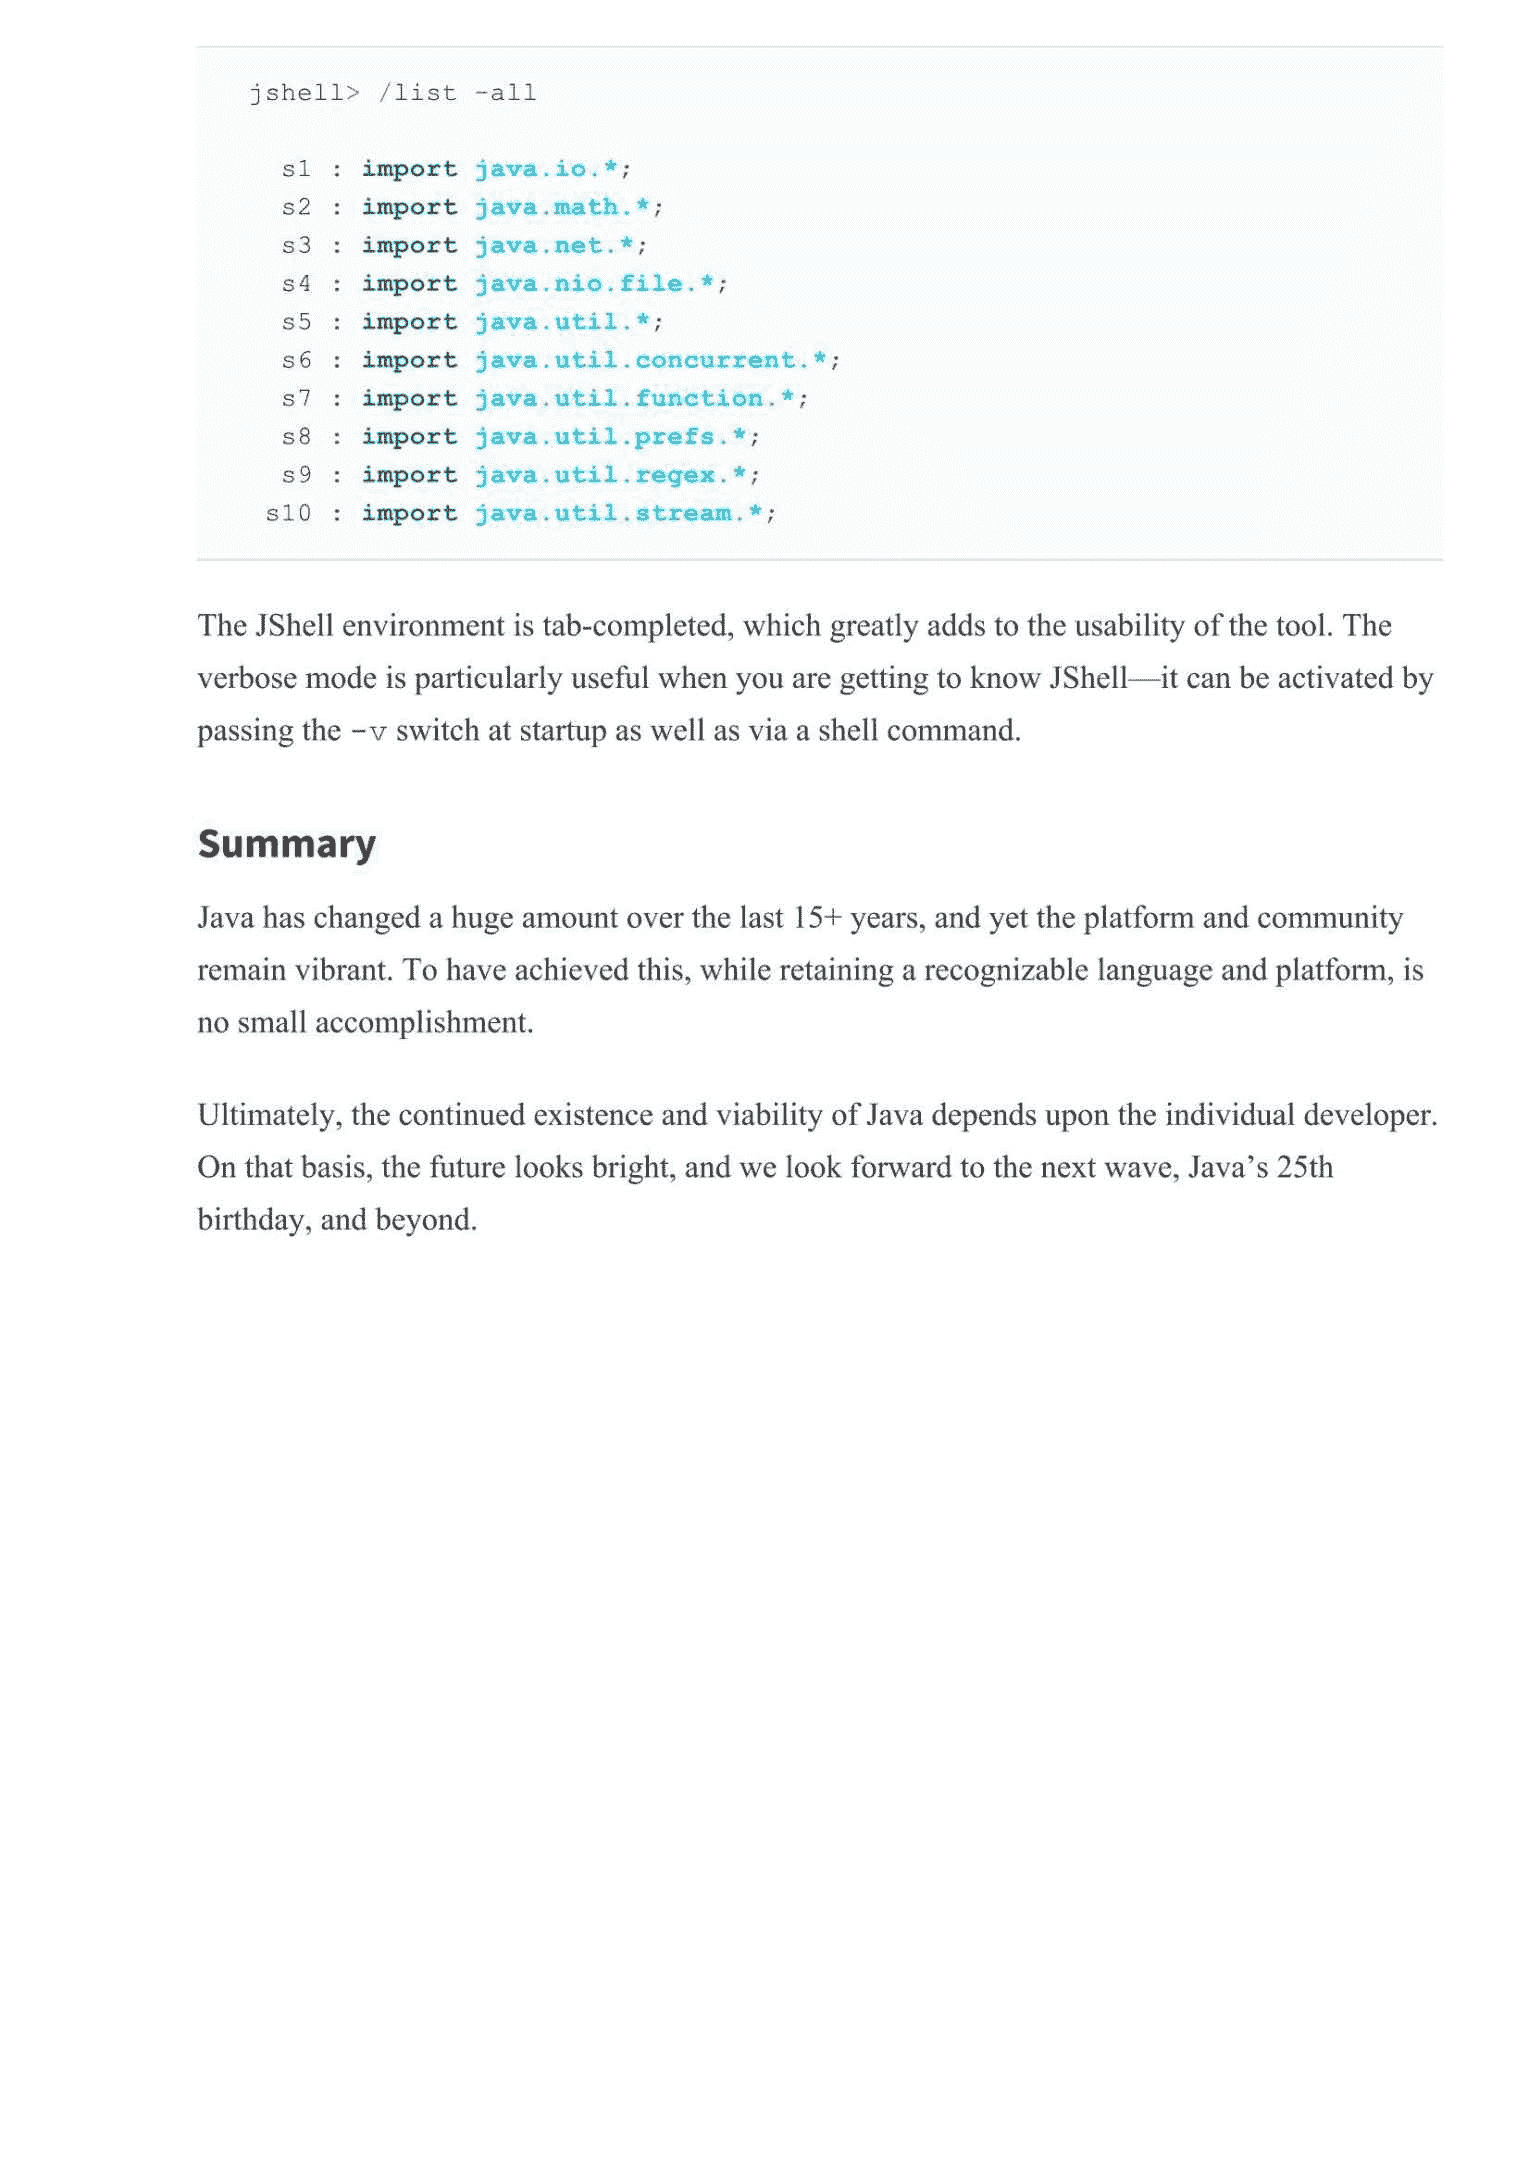 jshell> /list -all
s1 : import java.io.*;
s2 : import java.math.*;
s3 : import java.net.*;
s4 : import java.nio.file.*;
s5 : import java.util.*;
s6 : import java.util.concurrent.*;
s7 : import java.util.function.*;
s8 : import java.util.prefs.*;
s9 : import java.util.regex.*;
s10 : import java.util.stream.*;
The JShell environment is tab-completed, which greatly adds to the usability of the tool. The
verbose mode is particularly useful when you are getting to know JShell—it can be activated by
passing the -v switch at startup as well as via a shell command.
Summary
Java has changed a huge amount over the last 15+ years, and yet the platform and community
remain vibrant. To have achieved this, while retaining a recognizable language and platform, is
no small accomplishment.
Ultimately, the continued existence and viability of Java depends upon the individual developer.
On that basis, the future looks bright, and we look forward to the next wave, Java’s 25th
birthday, and beyond.